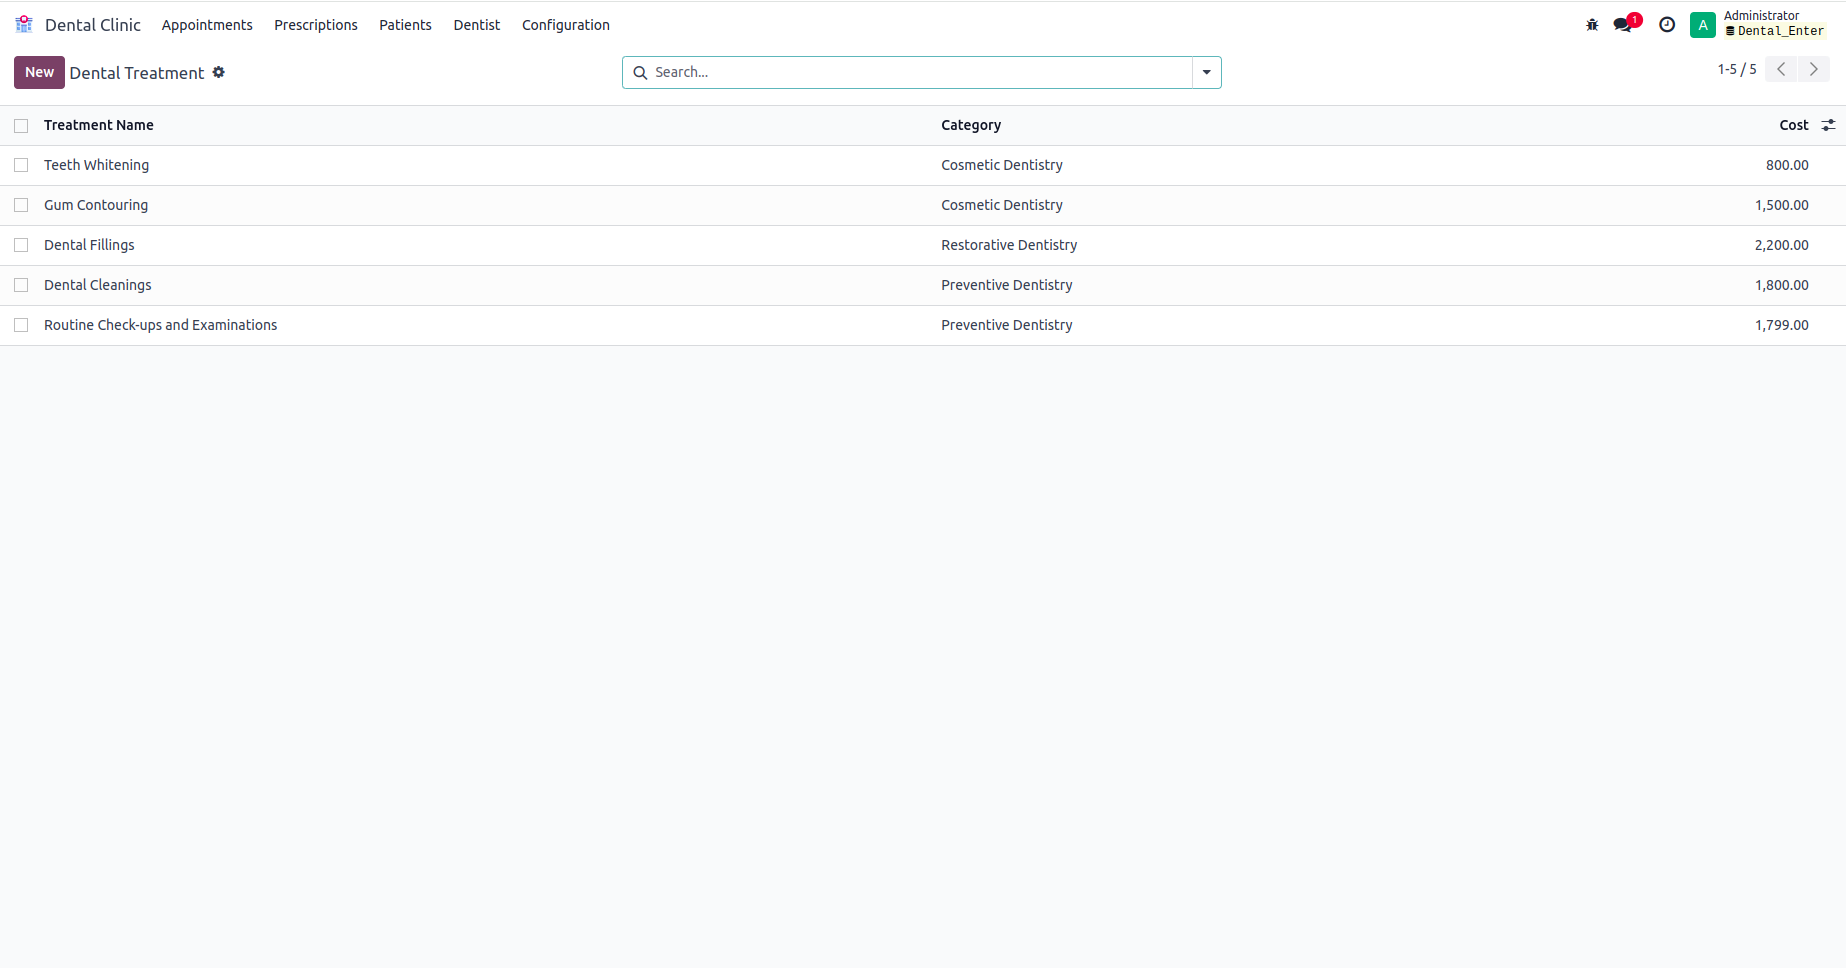 Dental Clinic Appointments Prescriptions Patients Dentist Configuration 1 A Administrator
Dental_Enter
New Dental Treatment Search... 1-5 / 5
Treatment Name Category Cost
Teeth Whitening Cosmetic Dentistry 800.00
Gum Contouring Cosmetic Dentistry 1,500.00
Dental Fillings Restorative Dentistry 2,200.00
Dental Cleanings Preventive Dentistry 1,800.00
Routine Check-ups and Examinations Preventive Dentistry 1,799.00